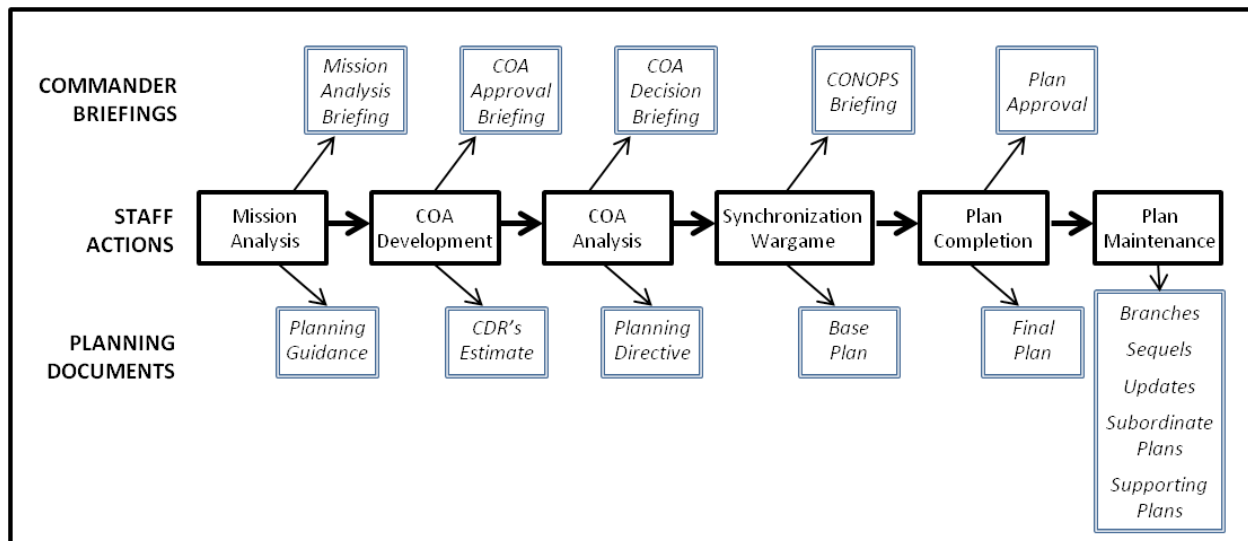 COMMANDER
BRIEFINGS
Mission
Analysis
Briefing
COA
Approval
Briefing
COA
Decision
Briefing
CONOPS
Briefing
Plan
Approval
STAFF
ACTIONS
Mission
Analysis
COA
Development
COA
Analysis
Synchronization
Wargame
Plan
Completion
Plan
Maintenance
PLANNING
DOCUMENTS
Planning
Guidance
CDR's
Estimate
Planning
Directive
Base
Plan
Final
Plan
Branches
Sequels
Updates
Subordinate
Plans
Supporting
Plans